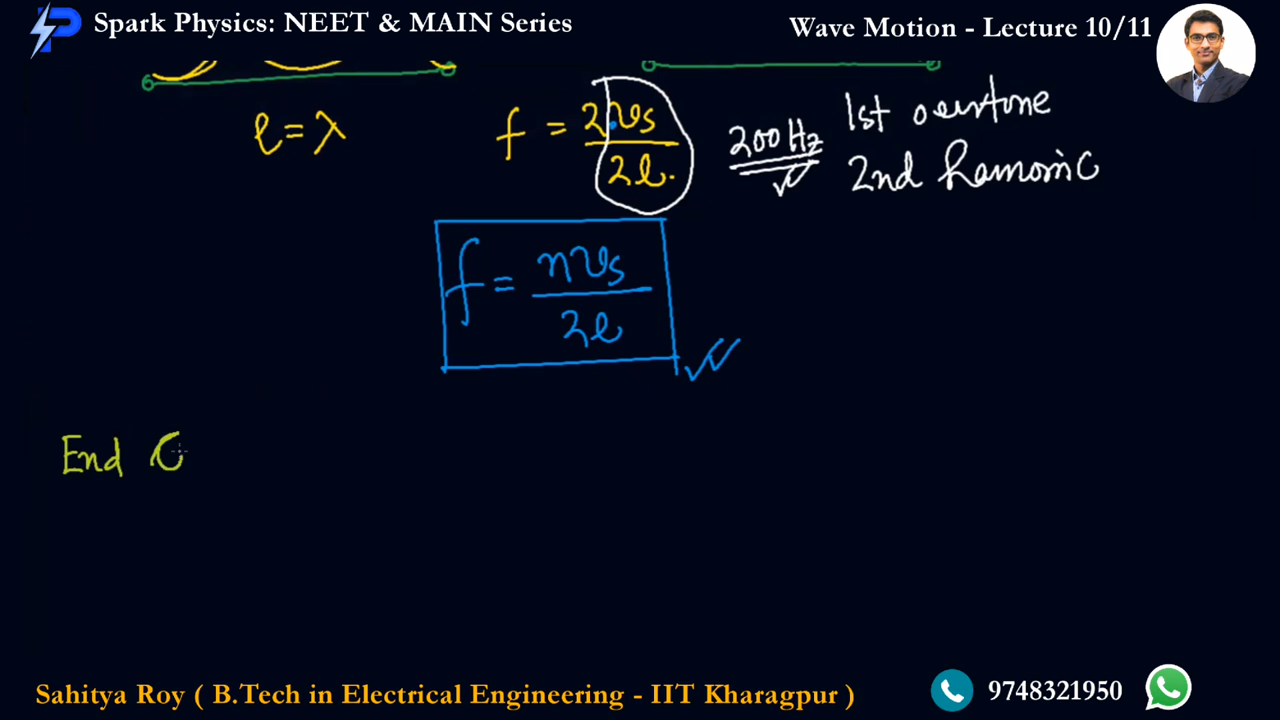 Spark Physics: NEET & MAIN Series
Wave Motion - Lecture 10/11
l = λ
f = 2vs/2l.
200 Hz
1st overtone
2nd harmonic
f = nvs/2l
End C
Sahitya Roy ( B.Tech in Electrical Engineering - IIT Kharagpur )
9748321950